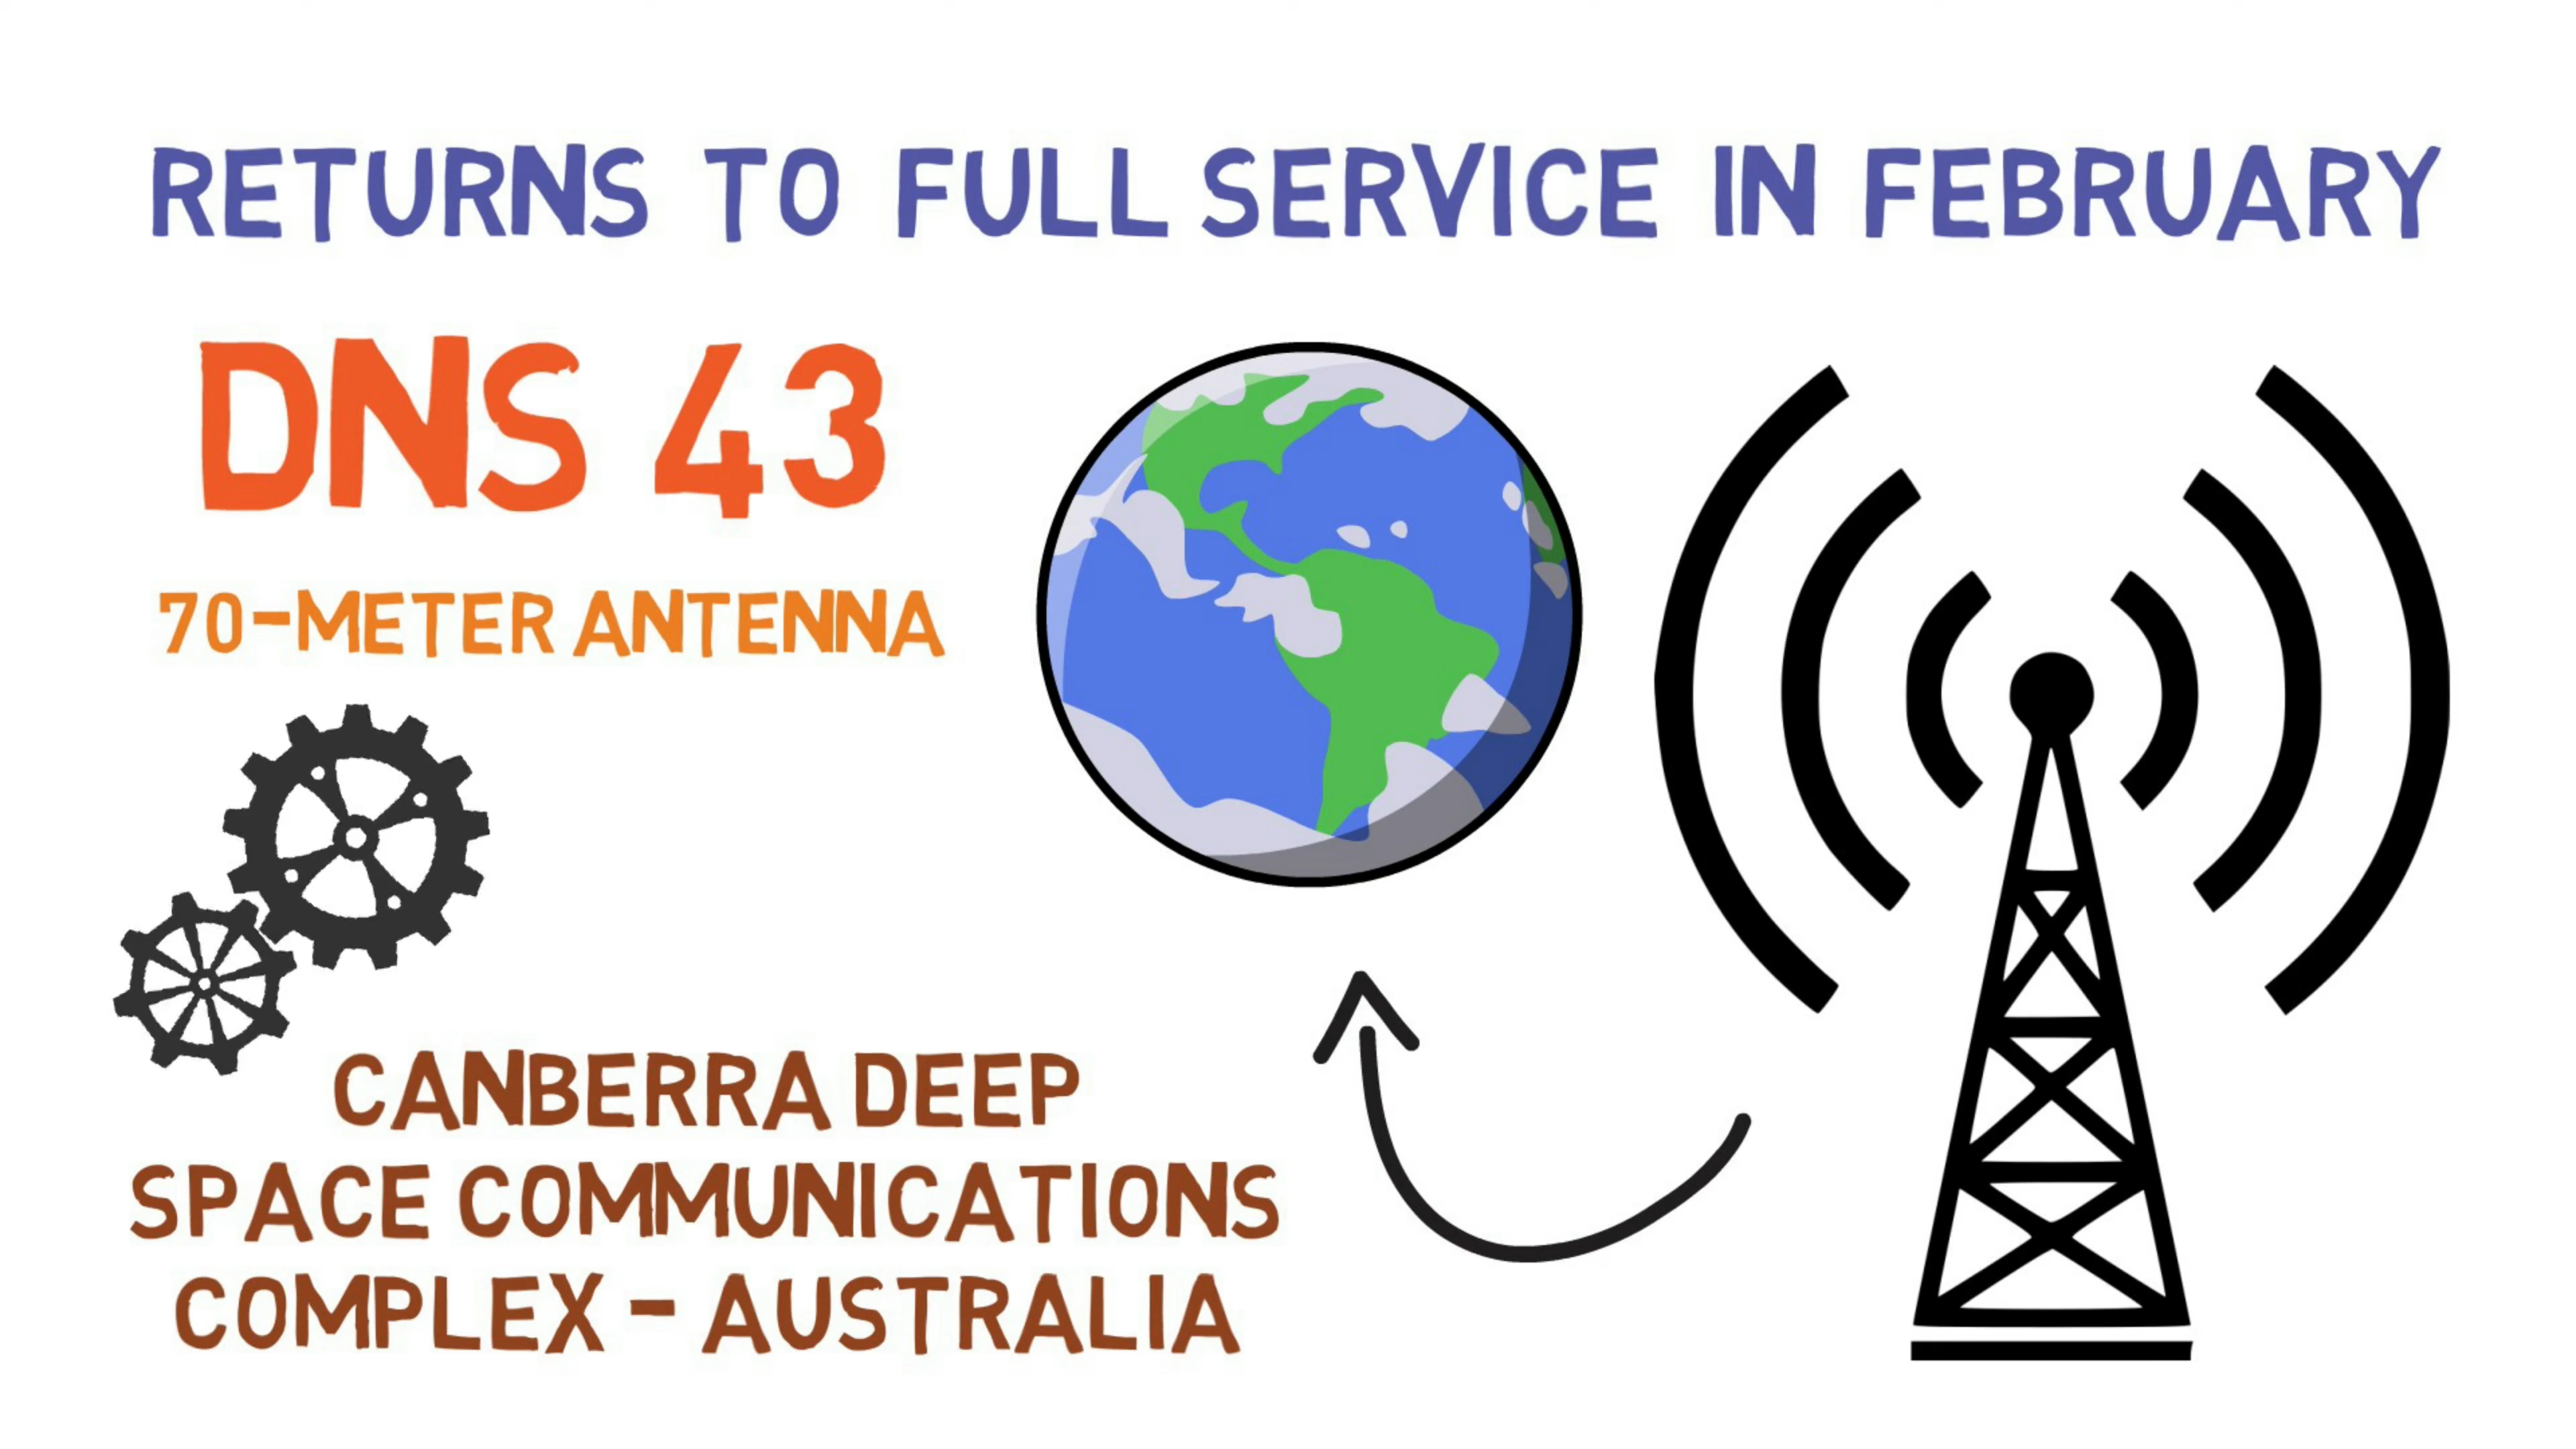 RETURNS TO FULL SERVICE IN FEBRUARY
DNS 43
70-METER ANTENNA
CANBERRA DEEP
SPACE COMMUNICATIONS
COMPLEX - AUSTRALIA